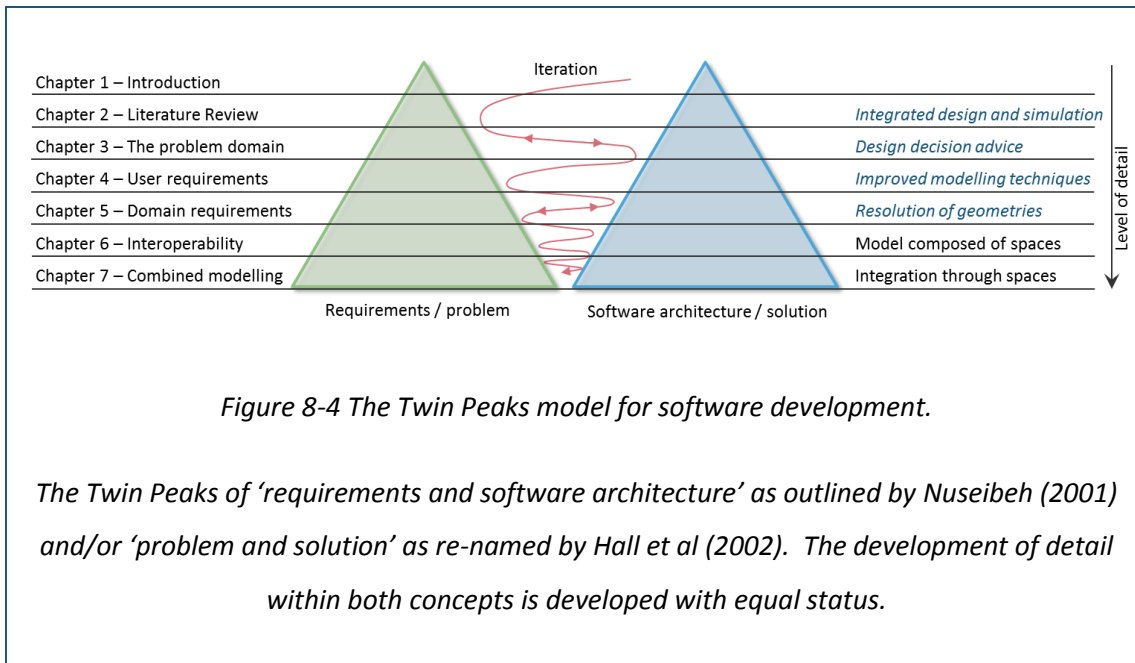 Iteration
Chapter 1 – Introduction
Chapter 2 – Literature Review
Integrated design and simulation
Chapter 3 – The problem domain
Design decision advice
Chapter 4 – User requirements
Improved modelling techniques
Chapter 5 – Domain requirements
Resolution of geometries
Chapter 6 – Interoperability
Model composed of spaces
Chapter 7 – Combined modelling
Integration through spaces
Level of detail
Requirements / problem
Software architecture / solution
Figure 8-4 The Twin Peaks model for software development.
The Twin Peaks of ‘requirements and software architecture’ as outlined by Nuseibeh (2001)
and/or ‘problem and solution’ as re-named by Hall et al (2002).  The development of detail
within both concepts is developed with equal status.